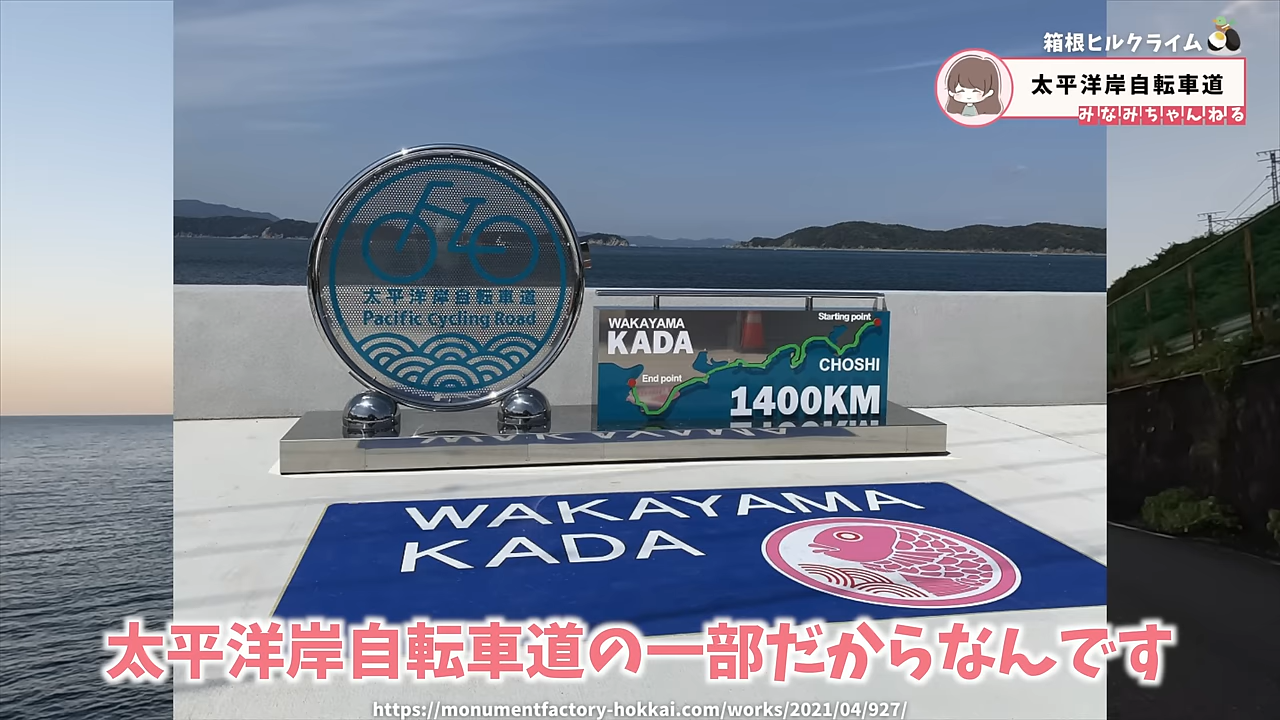 箱根ヒルクライム
太平洋岸自転車道
みなみちゃんねる
太平洋岸自転車道
Pacific Cycling Road
WAKAYAMA
KADA
Starting point
CHOSHI
End point
1400KM
WAKAYAMA
KADA
太平洋岸自転車道の一部だからなんです
https://monumentfactory-hokkai.com/works/2021/04/927/